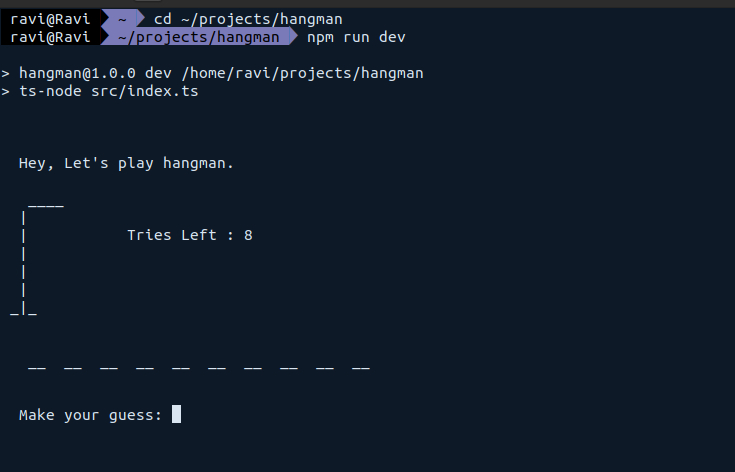 ravi@Ravi ~ cd ~/projects/hangman
ravi@Ravi ~/projects/hangman npm run dev
> hangman@1.0.0 dev /home/ravi/projects/hangman
> ts-node src/index.ts
Hey, Let's play hangman.
____
|
| Tries Left : 8
|
|
|
_|_
__ __ __ __ __ __ __ __ __ __
Make your guess: